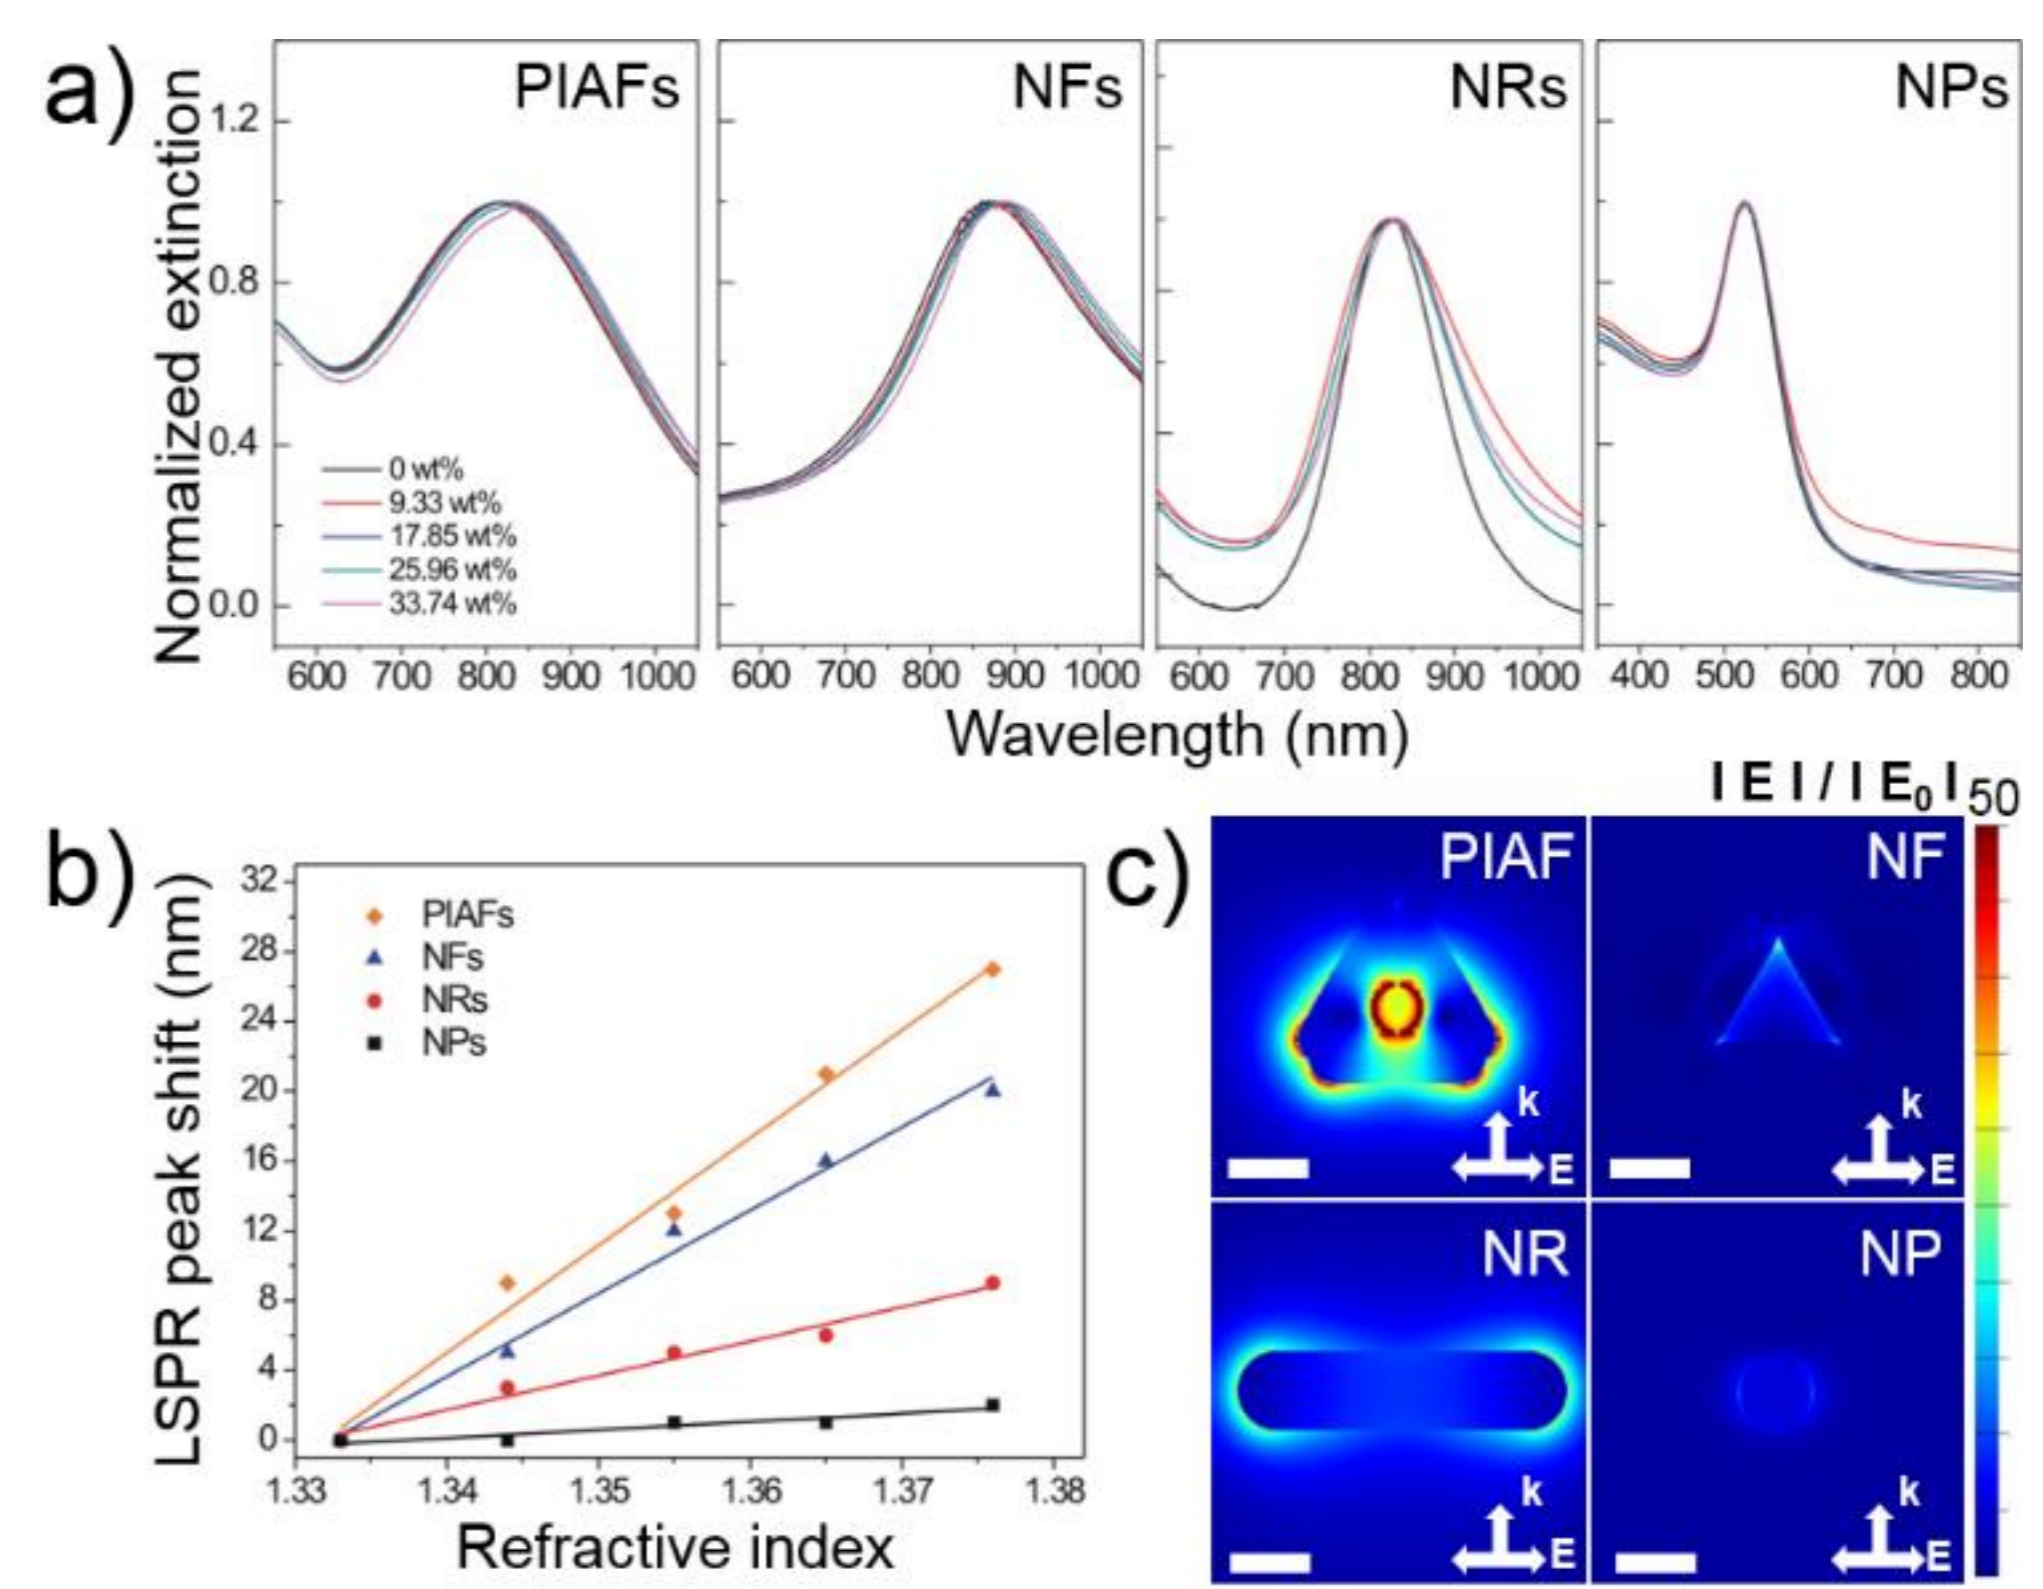 a)
PIAFs
NFs
NRs
NPs
Normalized extinction
1.2
0.8
0.4
0.0
0 wt%
9.33 wt%
17.85 wt%
25.96 wt%
33.74 wt%
600 700 800 900 1000
600 700 800 900 1000
600 700 800 900 1000
400 500 600 700 800
Wavelength (nm)
b)
LSPR peak shift (nm)
32
28
24
20
16
12
8
4
0
PIAFs
NFs
NRs
NPs
1.33 1.34 1.35 1.36 1.37 1.38
Refractive index
c)
I E I / I E₀ I 50
PIAF
k
E
NF
k
E
NR
k
E
NP
k
E